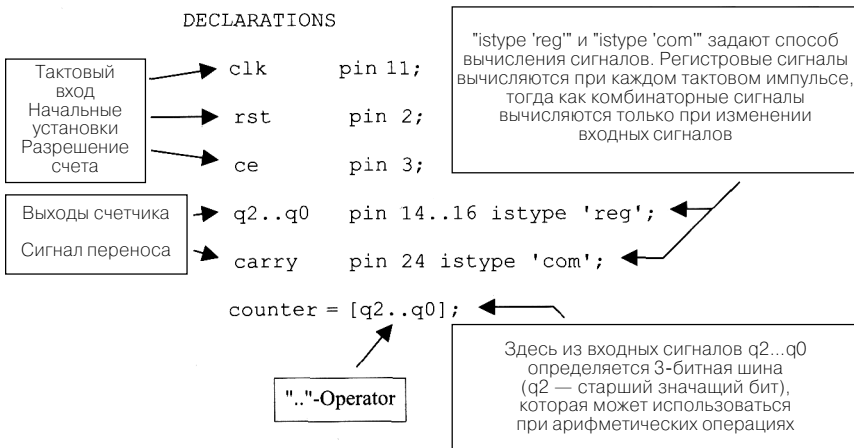 DECLARATIONS
Тактовый
вход
Начальные
установки
Разрешение
счета
clk pin 11;
rst pin 2;
ce pin 3;
"istype 'reg'" и "istype 'com'" задают способ
вычисления сигналов. Регистровые сигналы
вычисляются при каждом тактовом импульсе,
тогда как комбинаторные сигналы
вычисляются только при изменении
входных сигналов
Выходы счетчика
Сигнал переноса
q2..q0 pin 14..16 istype 'reg';
carry pin 24 istype 'com';
counter = [q2..q0];
".."-Operator
Здесь из входных сигналов q2...q0
определяется 3-битная шина
(q2 — старший значащий бит),
которая может использоваться
при арифметических операциях